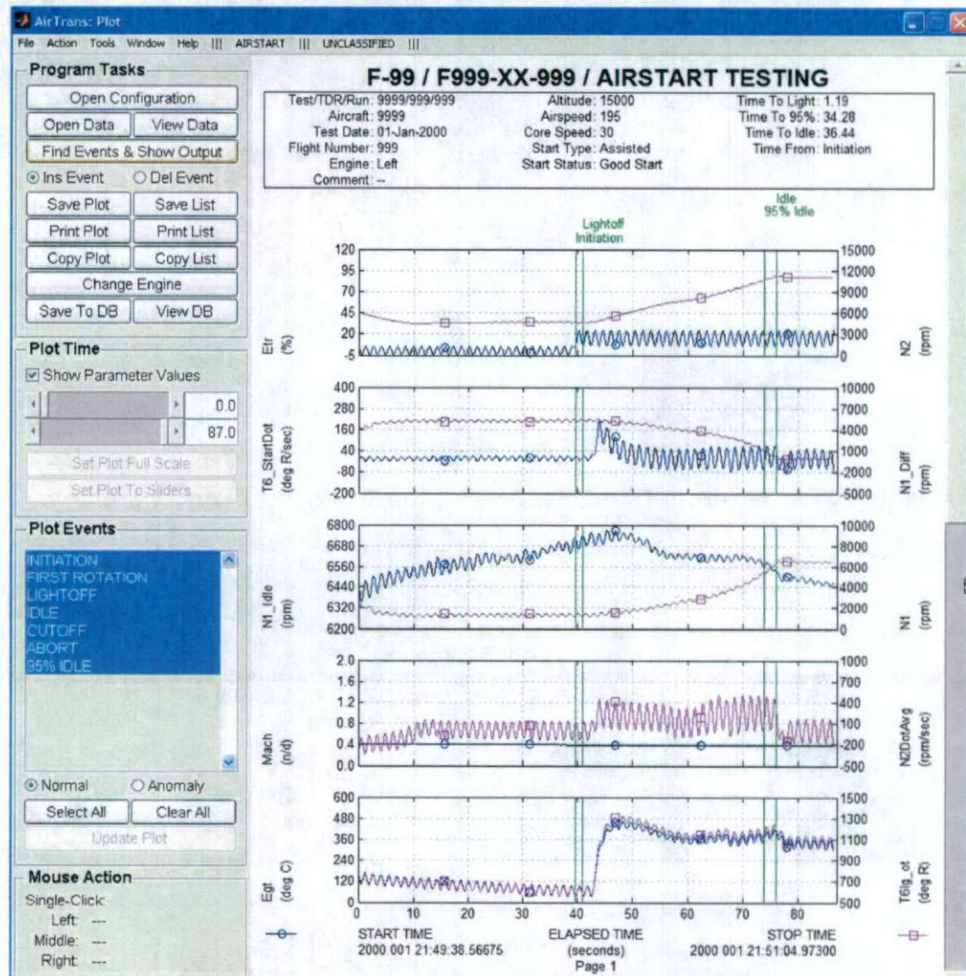 AirTrans: Plot
File Action Tools Window Help ||| AIRSTART ||| UNCLASSIFIED |||
Program Tasks
Open Configuration
Open Data View Data
Find Events & Show Output
Ins Event Del Event
Save Plot Save List
Print Plot Print List
Copy Plot Copy List
Change Engine
Save To DB View DB
Plot Time
Show Parameter Values
0.0
87.0
Set Plot Full Scale
Set Plot To Sliders
Plot Events
INITIATION
FIRST ROTATION
LIGHTOFF
IDLE
CUTOFF
ABORT
95% IDLE
Normal Anomaly
Select All Clear All
Update Plot
Mouse Action
Single-Click:
Left: ---
Middle: ---
Right: ---
F-99 / F999-XX-999 / AIRSTART TESTING
Test/TDR/Run: 9999/999/999 Altitude: 15000 Time To Light: 1.19
Aircraft: 9999 Airspeed: 195 Time To 95%: 34.28
Test Date: 01-Jan-2000 Core Speed: 30 Time To Idle: 36.44
Flight Number: 999 Start Type: Assisted Time From: Initiation
Engine: Left Start Status: Good Start
Comment: --
Idle
95% Idle
Lightoff
Initiation
Etr
(%)
120
95
70
45
20
-5
15000
12000
9000
6000
3000
0
N2
(rpm)
T6_StartDot
(deg R/sec)
400
280
160
40
-80
-200
10000
7000
4000
1000
-2000
-5000
N1_Diff
(rpm)
N1_Idle
(rpm)
6800
6680
6560
6440
6320
6200
10000
8000
6000
4000
2000
0
N1
(rpm)
Mach
(n/d)
2.0
1.6
1.2
0.8
0.4
0.0
1000
700
400
100
-200
-500
N2DotAvg
(rpm/sec)
Egt
(deg C)
600
480
360
240
120
0
1500
1300
1100
900
700
500
T6lg_ot
(deg R)
0 10 20 30 40 50 60 70 80
START TIME ELAPSED TIME STOP TIME
2000 001 21:49:38.56675 (seconds) 2000 001 21:51:04.97300
Page 1